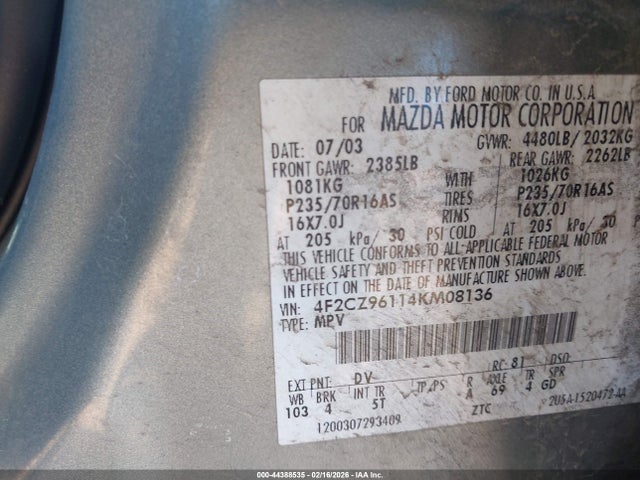 MFD. BY FORD MOTOR CO. IN U.S.A.
FOR MAZDA MOTOR CORPORATION
DATE: 07/03 GVWR: 4480LB/ 2032KG
FRONT GAWR: 2385LB REAR GAWR: 2262LB
1081KG WITH 1026KG
P235/70R16AS TIRES P235/70R16AS
16X7.0J RIMS 16X7.0J
AT 205 kPa/ 30 PSI COLD AT 205 kPa/ 30
THIS VEHICLE CONFORMS TO ALL APPLICABLE FEDERAL MOTOR
VEHICLE SAFETY AND THEFT PREVENTION STANDARDS
IN EFFECT ON THE DATE OF MANUFACTURE SHOWN ABOVE.
VIN: 4F2CZ96114KM08136
TYPE: MPV
EXT PNT: DV RC: 81 DSO:
WB BRK INT TR TP/PS R AXLE TR SPR
103 4 5T A 69 4 GD
1200307293409 ZTC 2U5A-1520472-AA
000-44388535 - 02/16/2026 - IAA Inc.